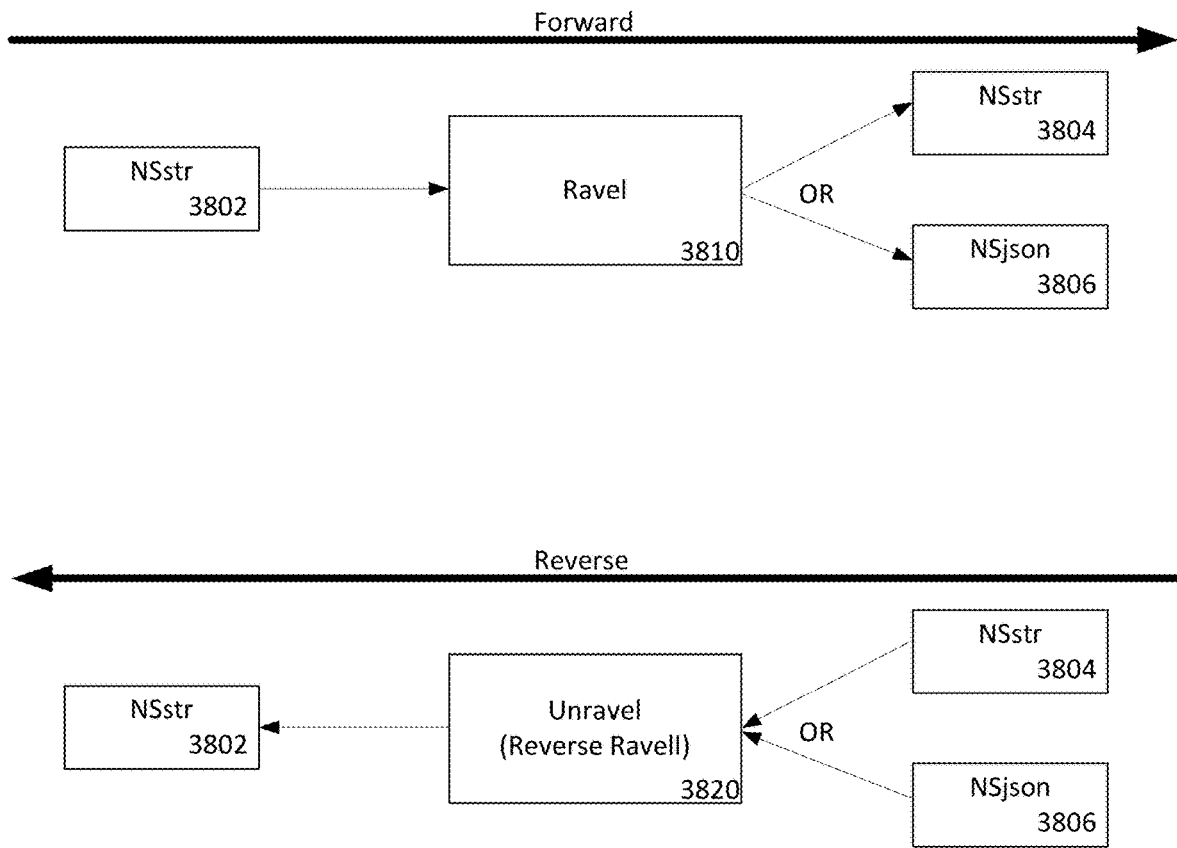 Forward
NSstr
3804
NSstr
3802
Ravel
3810
OR
NSjson
3806
Reverse
NSstr
3804
NSstr
3802
Unravel
(Reverse Ravell)
3820
OR
NSjson
3806